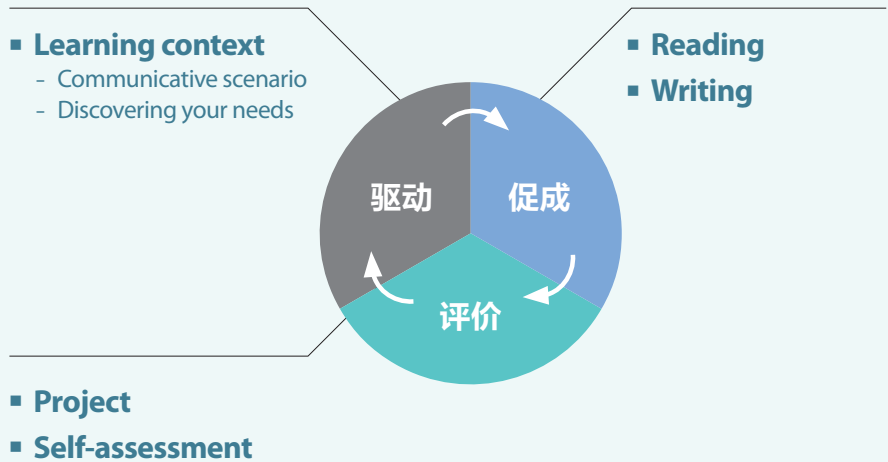 ▪ Learning context
- Communicative scenario
- Discovering your needs
▪ Reading
▪ Writing
驱动
促成
评价
▪ Project
▪ Self-assessment